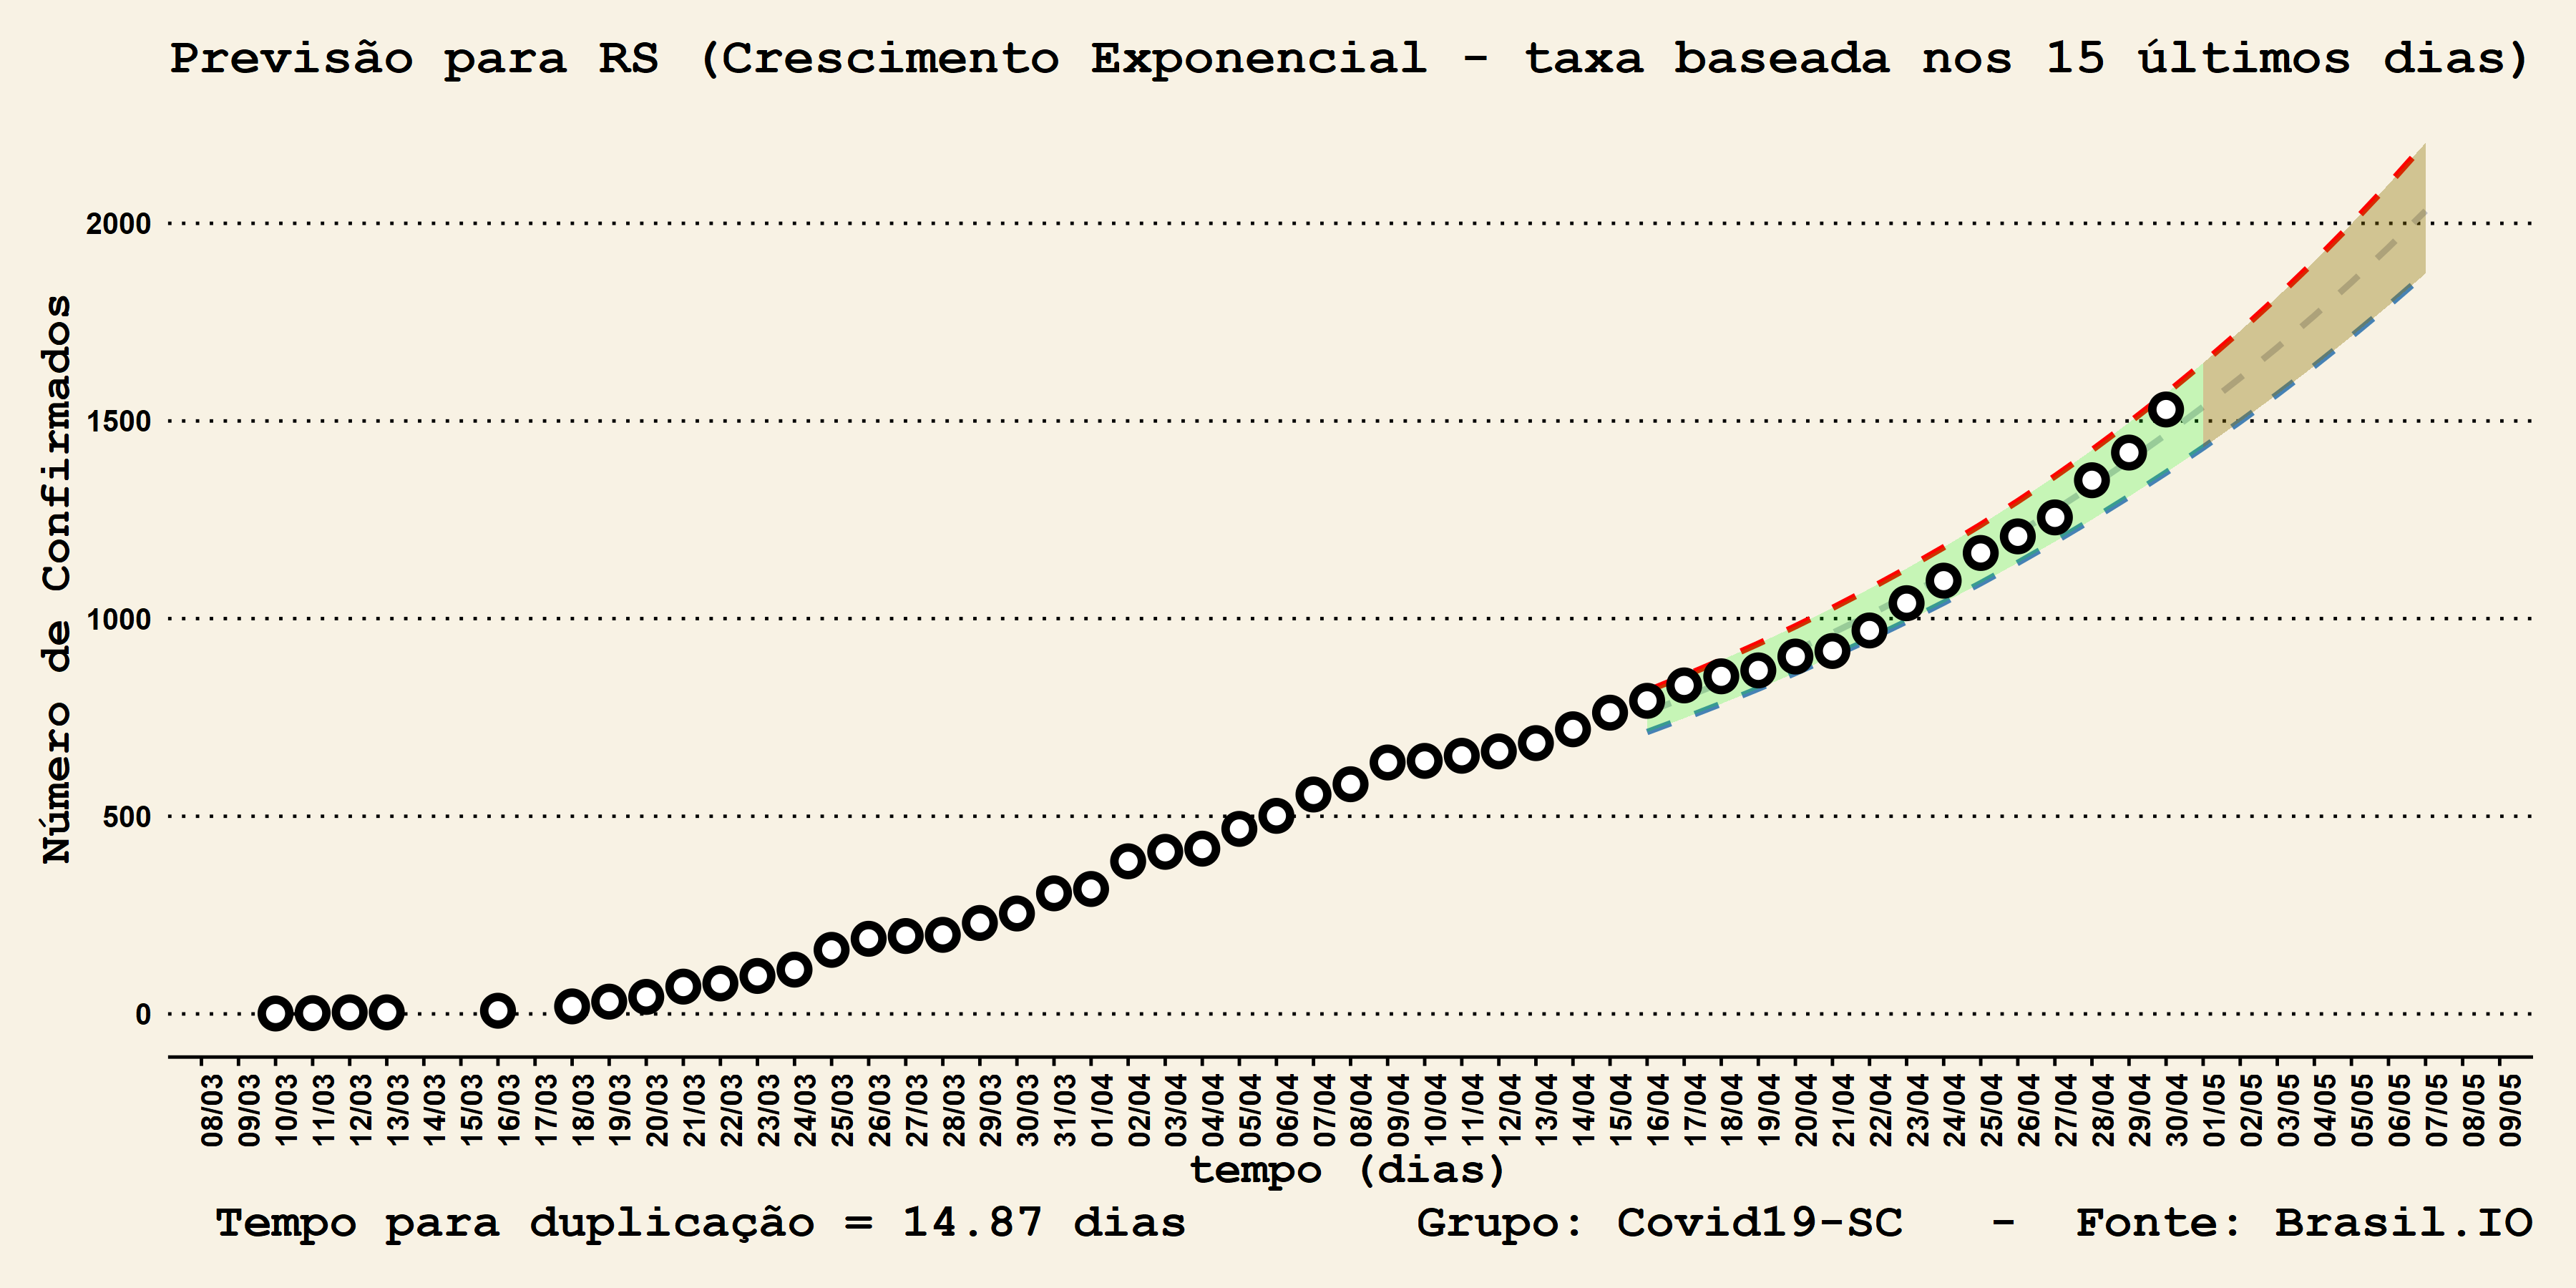 Previsão para RS (Crescimento Exponencial - taxa baseada nos 15 últimos dias)
Número de Confirmados
2000
1500
1000
500
0
08/03 09/03 10/03 11/03 12/03 13/03 14/03 15/03 16/03 17/03 18/03 19/03 20/03 21/03 22/03 23/03 24/03 25/03 26/03 27/03 28/03 29/03 30/03 31/03 01/04 02/04 03/04 04/04 05/04 06/04 07/04 08/04 09/04 10/04 11/04 12/04 13/04 14/04 15/04 16/04 17/04 18/04 19/04 20/04 21/04 22/04 23/04 24/04 25/04 26/04 27/04 28/04 29/04 30/04 01/05 02/05 03/05 04/05 05/05 06/05 07/05 08/05 09/05
tempo (dias)
Tempo para duplicação = 14.87 dias Grupo: Covid19-SC - Fonte: Brasil.IO